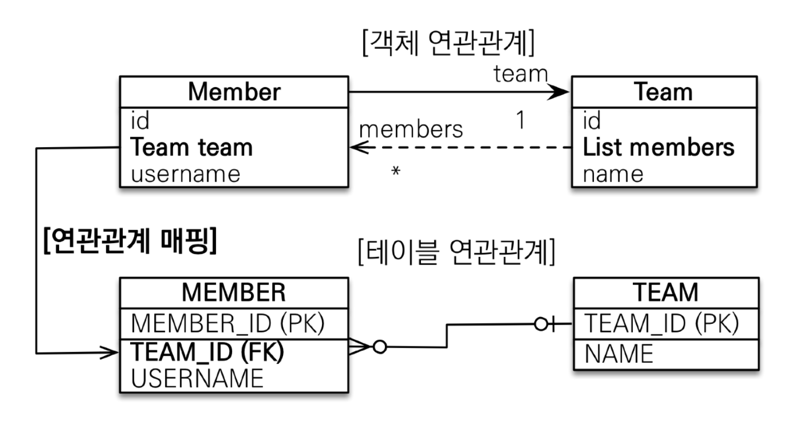 [객체 연관관계]
team
Member
Team
id
Team team
username
members
1
*
id
List members
name
[연관관계 매핑]
[테이블 연관관계]
MEMBER
MEMBER_ID (PK)
TEAM_ID (FK)
USERNAME
TEAM
TEAM_ID (PK)
NAME